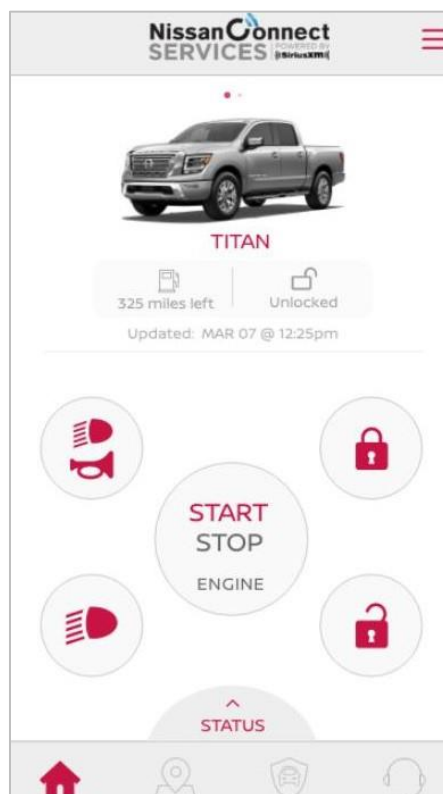 NissanConnect
SERVICES POWERED BY
((SiriusXM))
TITAN
325 miles left
Unlocked
Updated: MAR 07 @ 12:25pm
START
STOP
ENGINE
STATUS